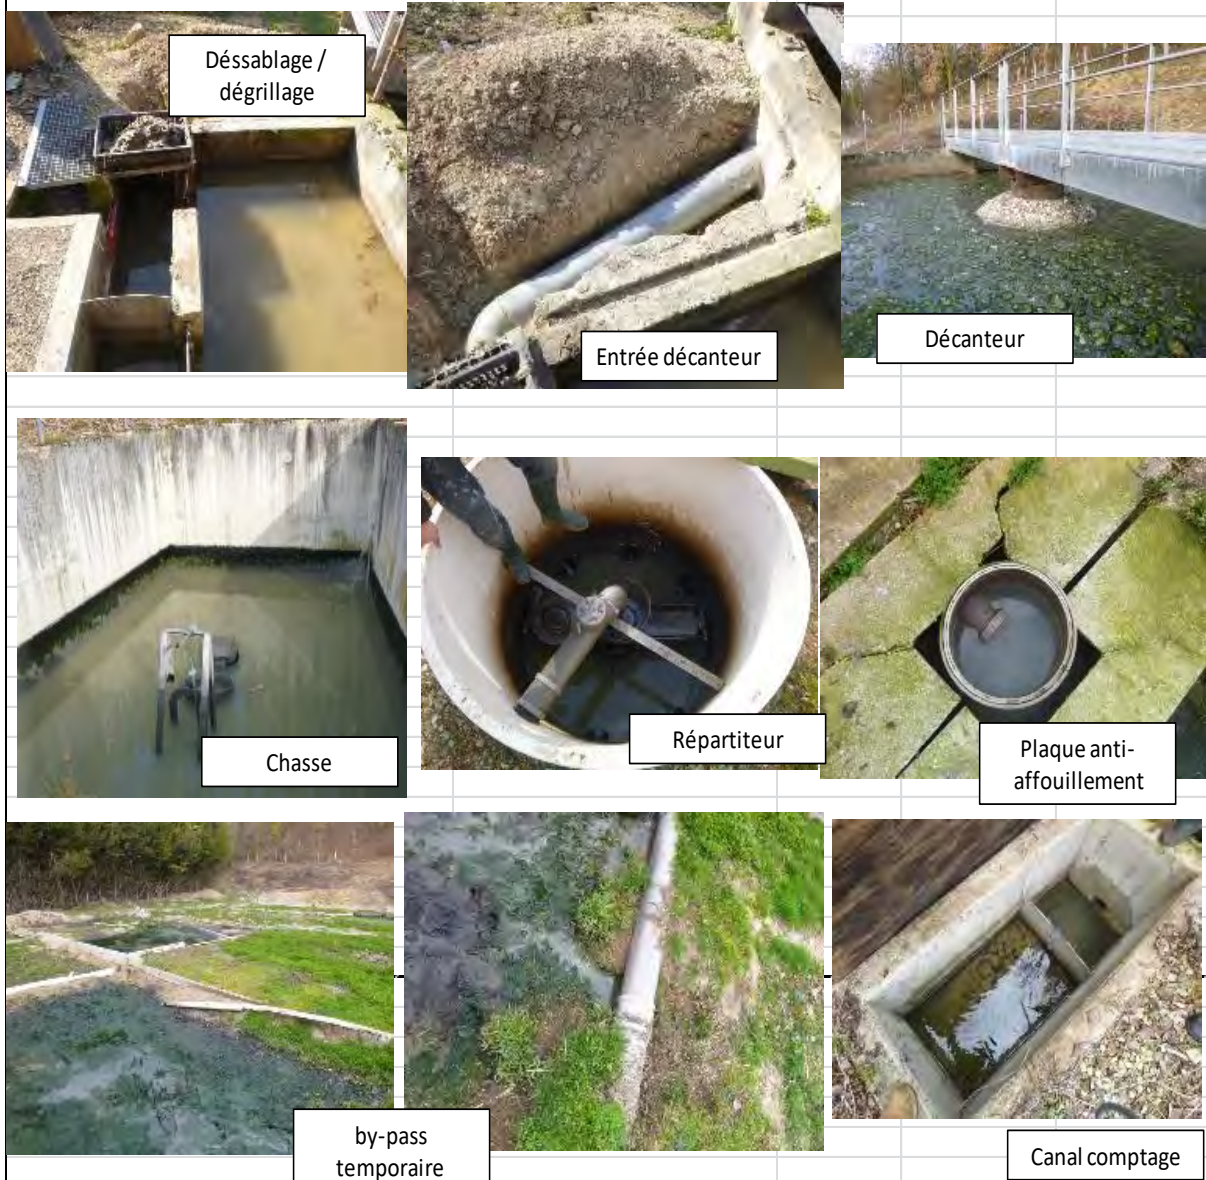 Déssablage /
dégrillage
Entrée décanteur
Décanteur
Chasse
Répartiteur
Plaque anti-
affouillement
by-pass
temporaire
Canal comptage